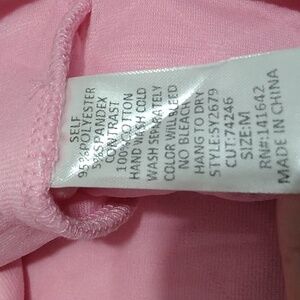 SELF
95%POLYESTER
5%SPANDEX
CONTRAST
100%COTTON
HAND WASH COLD
WASH SEPARATELY
COLOR WILL BLEED
NO BLEACH
HANG TO DRY
STYLE:SY2679
CUT:74246
SIZE:M
RN#:141642
MADE IN CHINA